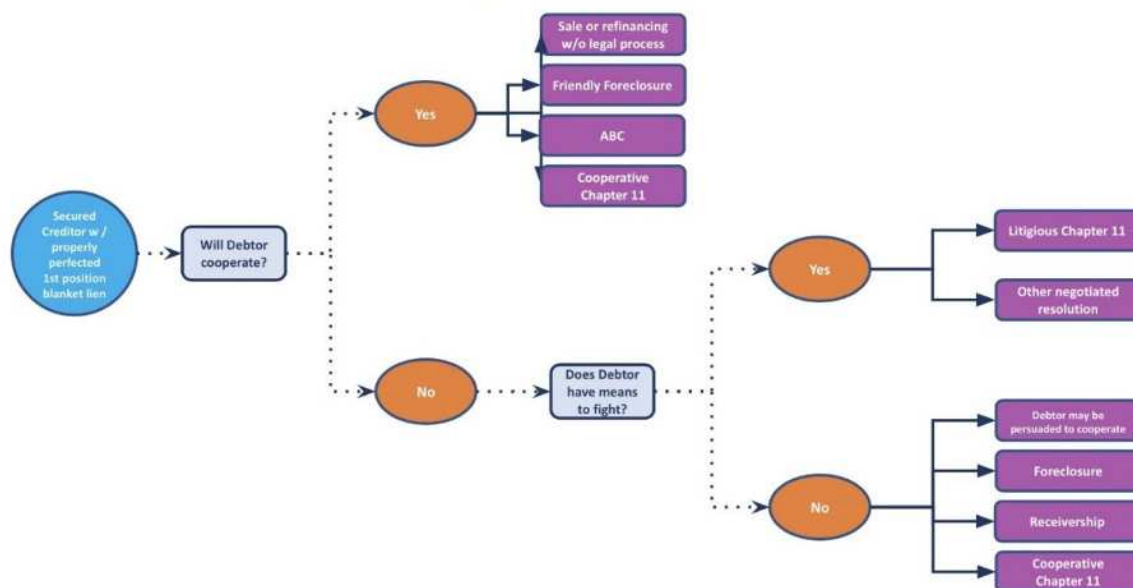 Sale or refinancing
w/o legal process
Friendly Foreclosure
Yes
ABC
Cooperative
Chapter 11
Secured
Creditor w /
properly
perfected
1st position
blanket lien
Will Debtor
cooperate?
Litigious Chapter 11
Yes
Other negotiated
resolution
No
Does Debtor
have means
to fight?
Debtor may be
persuaded to cooperate
Foreclosure
No
Receivership
Cooperative
Chapter 11